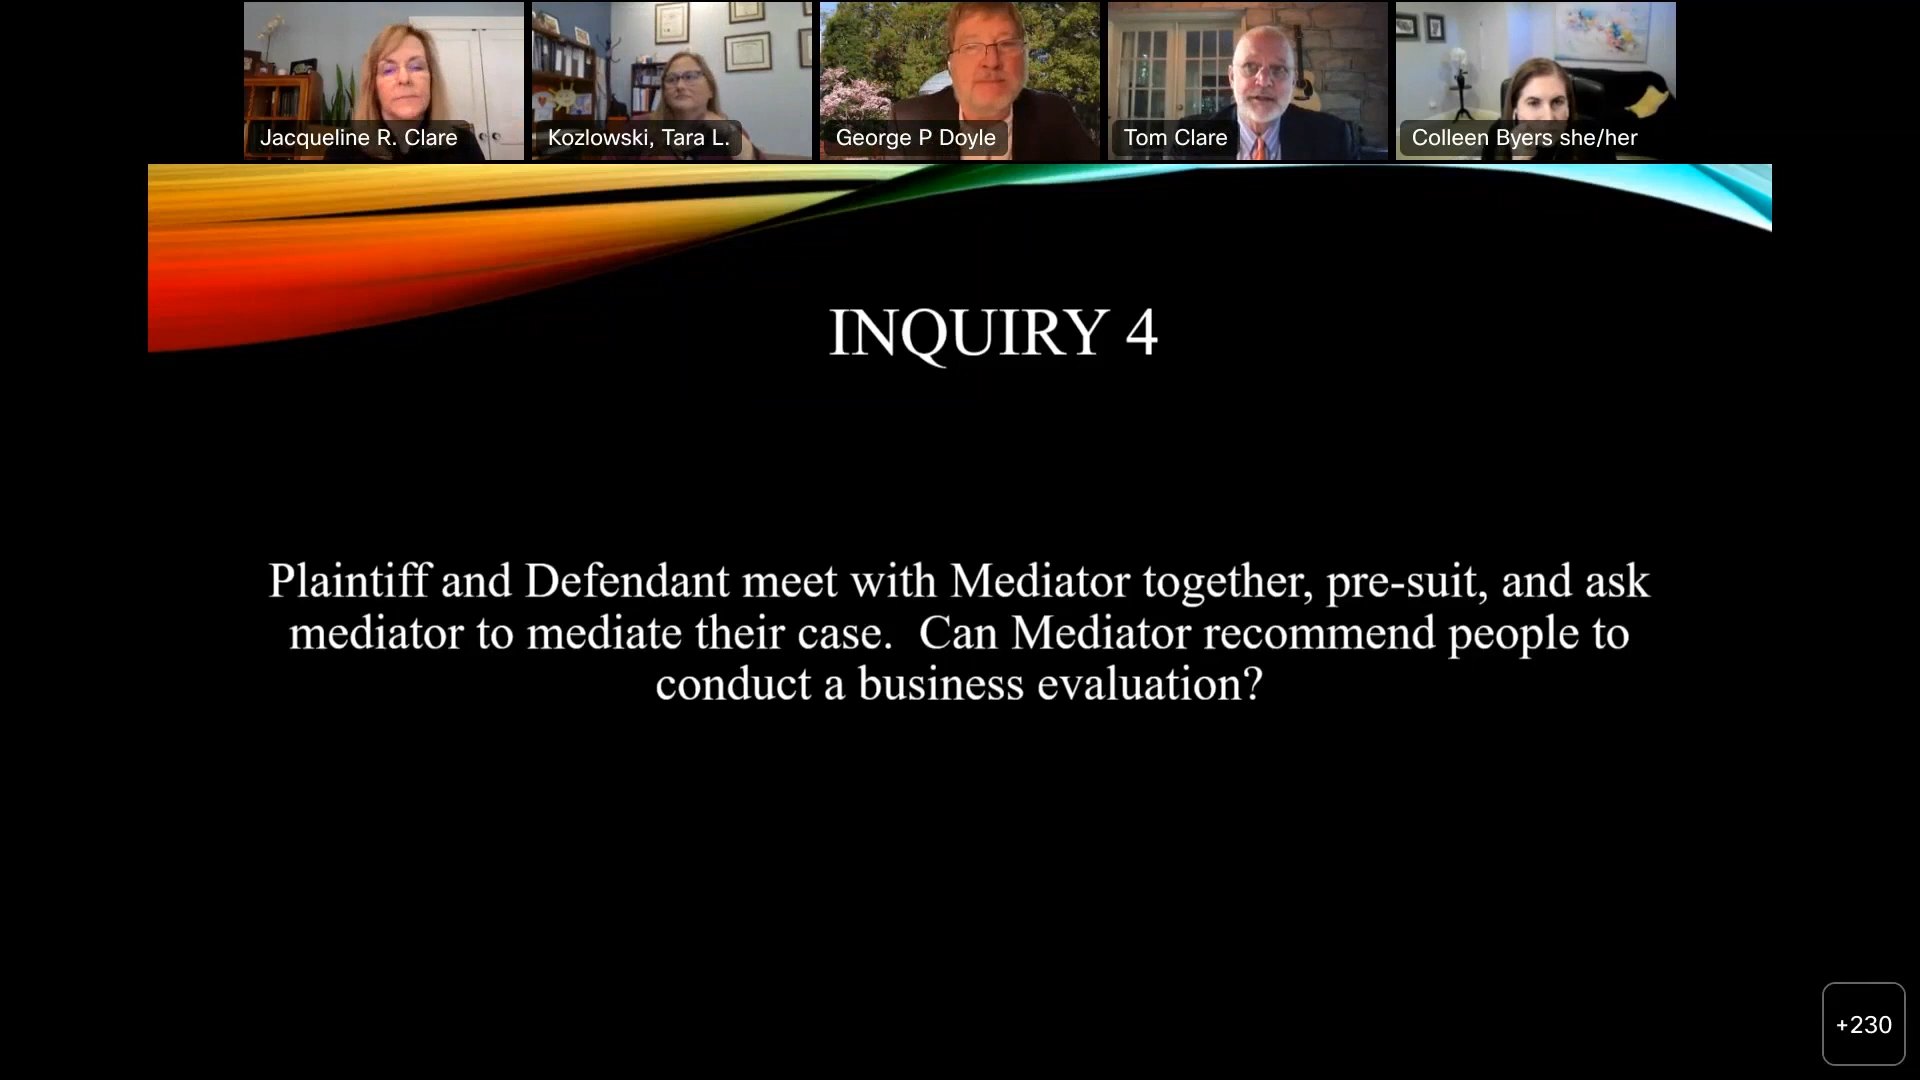 Jacqueline R. Clare
Kozlowski, Tara L.
George P Doyle
Tom Clare
Colleen Byers she/her
INQUIRY 4
Plaintiff and Defendant meet with Mediator together, pre-suit, and ask
mediator to mediate their case.  Can Mediator recommend people to
conduct a business evaluation?
+230